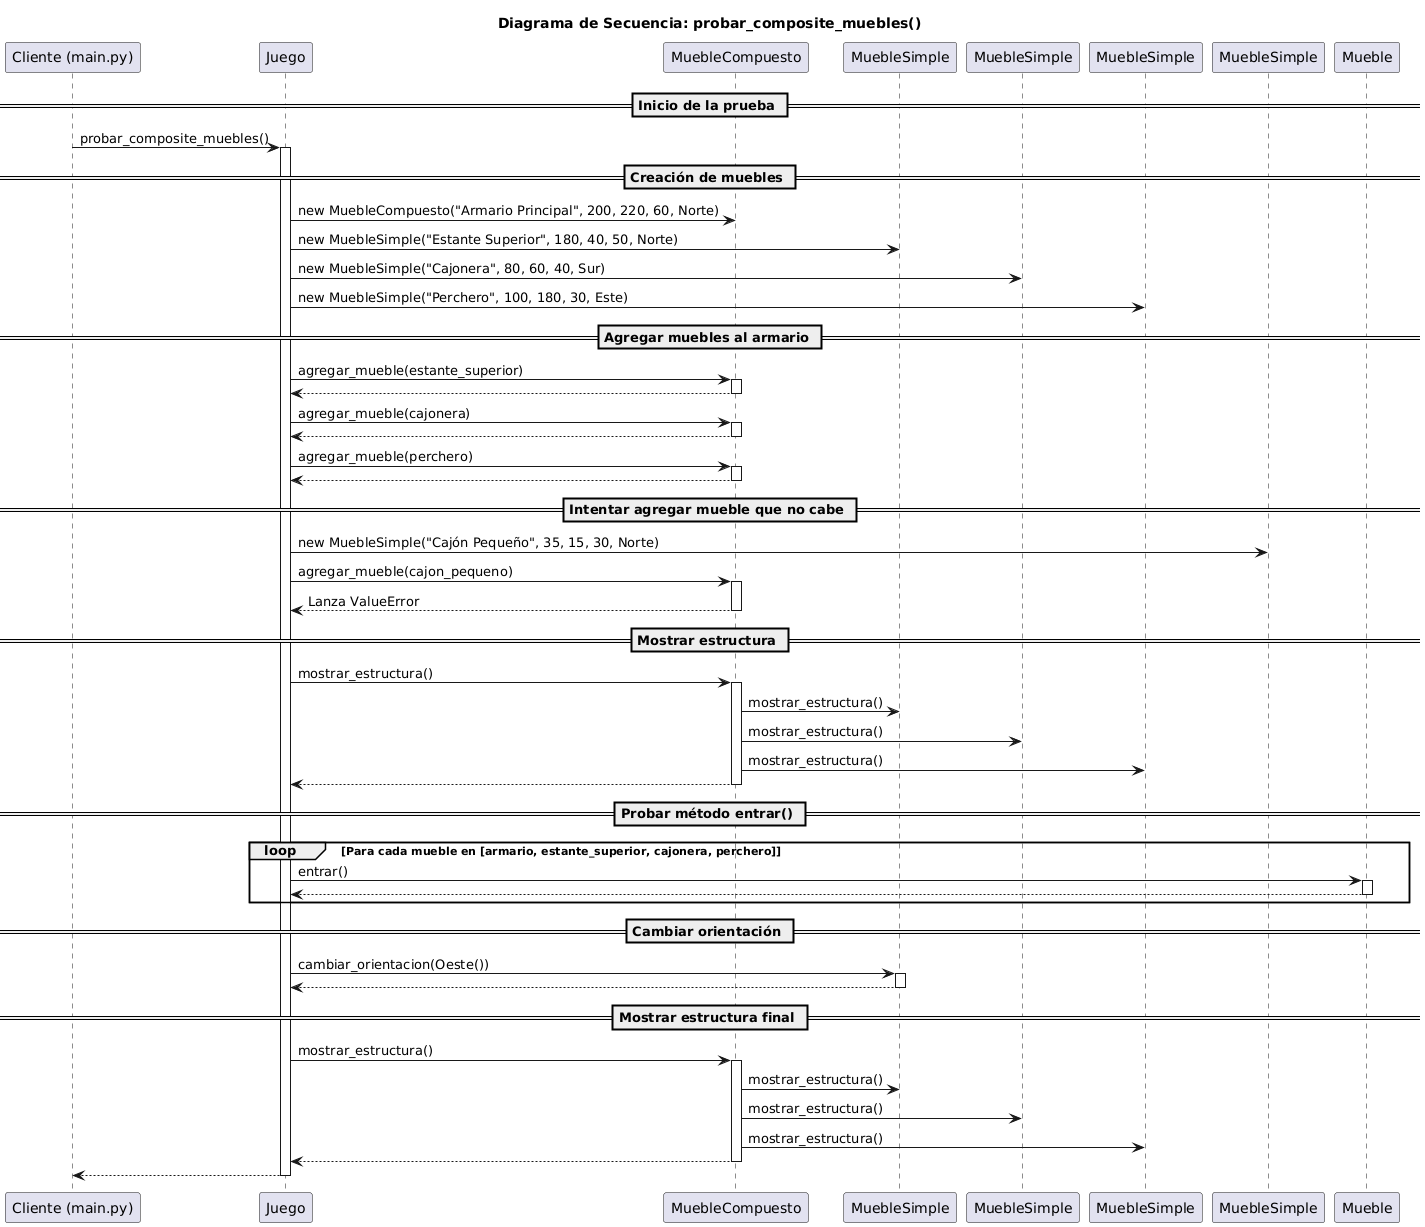 Diagrama de Secuencia: probar_composite_muebles()
Cliente (main.py) Juego MuebleCompuesto MuebleSimple MuebleSimple MuebleSimple MuebleSimple Mueble
Inicio de la prueba
probar_composite_muebles()
Creación de muebles
new MuebleCompuesto("Armario Principal", 200, 220, 60, Norte)
new MuebleSimple("Estante Superior", 180, 40, 50, Norte)
new MuebleSimple("Cajonera", 80, 60, 40, Sur)
new MuebleSimple("Perchero", 100, 180, 30, Este)
Agregar muebles al armario
agregar_mueble(estante_superior)
agregar_mueble(cajonera)
agregar_mueble(perchero)
Intentar agregar mueble que no cabe
new MuebleSimple("Cajón Pequeño", 35, 15, 30, Norte)
agregar_mueble(cajon_pequeno)
Lanza ValueError
Mostrar estructura
mostrar_estructura()
mostrar_estructura()
mostrar_estructura()
mostrar_estructura()
Probar método entrar()
loop [Para cada mueble en [armario, estante_superior, cajonera, perchero]]
entrar()
Cambiar orientación
cambiar_orientacion(Oeste())
Mostrar estructura final
mostrar_estructura()
mostrar_estructura()
mostrar_estructura()
mostrar_estructura()
Cliente (main.py) Juego MuebleCompuesto MuebleSimple MuebleSimple MuebleSimple MuebleSimple Mueble